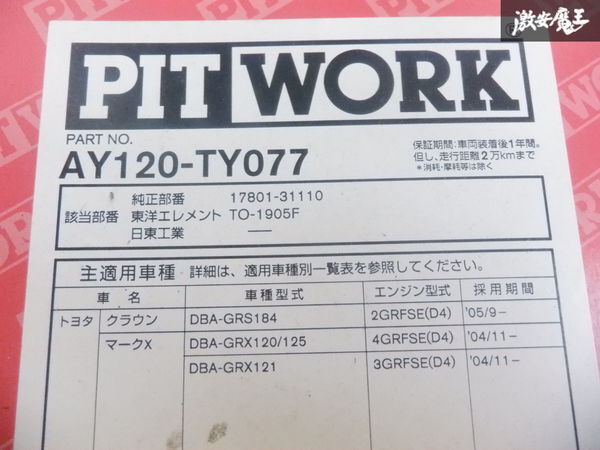 激安魔王
PIT WORK
®
PART NO.
AY120-TY077
保証期間:車両装着後1年間。
但し、走行距離2万kmまで
*消耗・摩耗等は除く
純正部番 17801-31110
該当部番 東洋エレメント TO-1905F
日東工業 ー
主適用車種 詳細は、適用車種別一覧表を参照してください。
車名 車種型式 エンジン型式 採用期間
トヨタ クラウン DBA-GRS184 2GRFSE(D4) '05/9-
マークX DBA-GRX120/125 4GRFSE(D4) '04/11-
DBA-GRX121 3GRFSE(D4) '04/11-